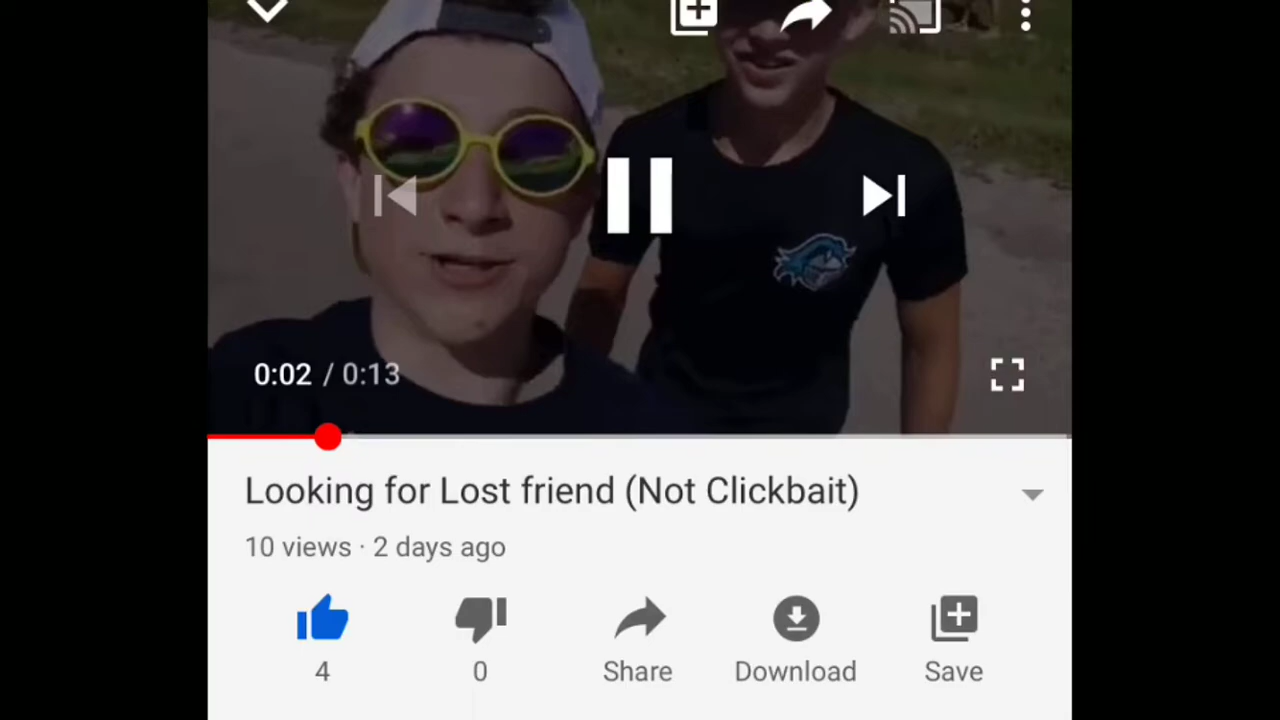 0:02 / 0:13
Looking for Lost friend (Not Clickbait)
10 views · 2 days ago
4 0 Share Download Save